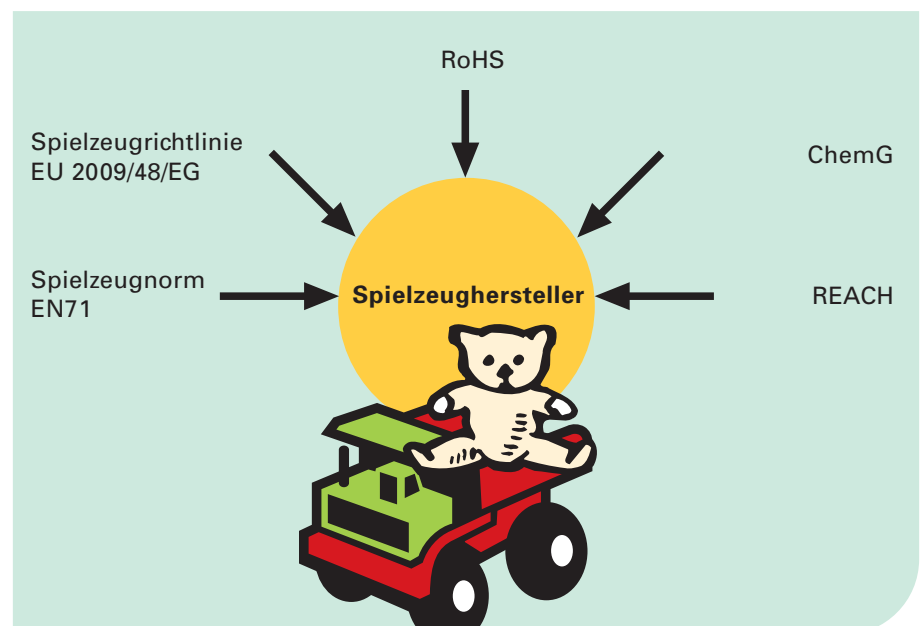 RoHS
Spielzeugrichtlinie
EU 2009/48/EG
ChemG
Spielzeugnorm
EN71
Spielzeughersteller
REACH